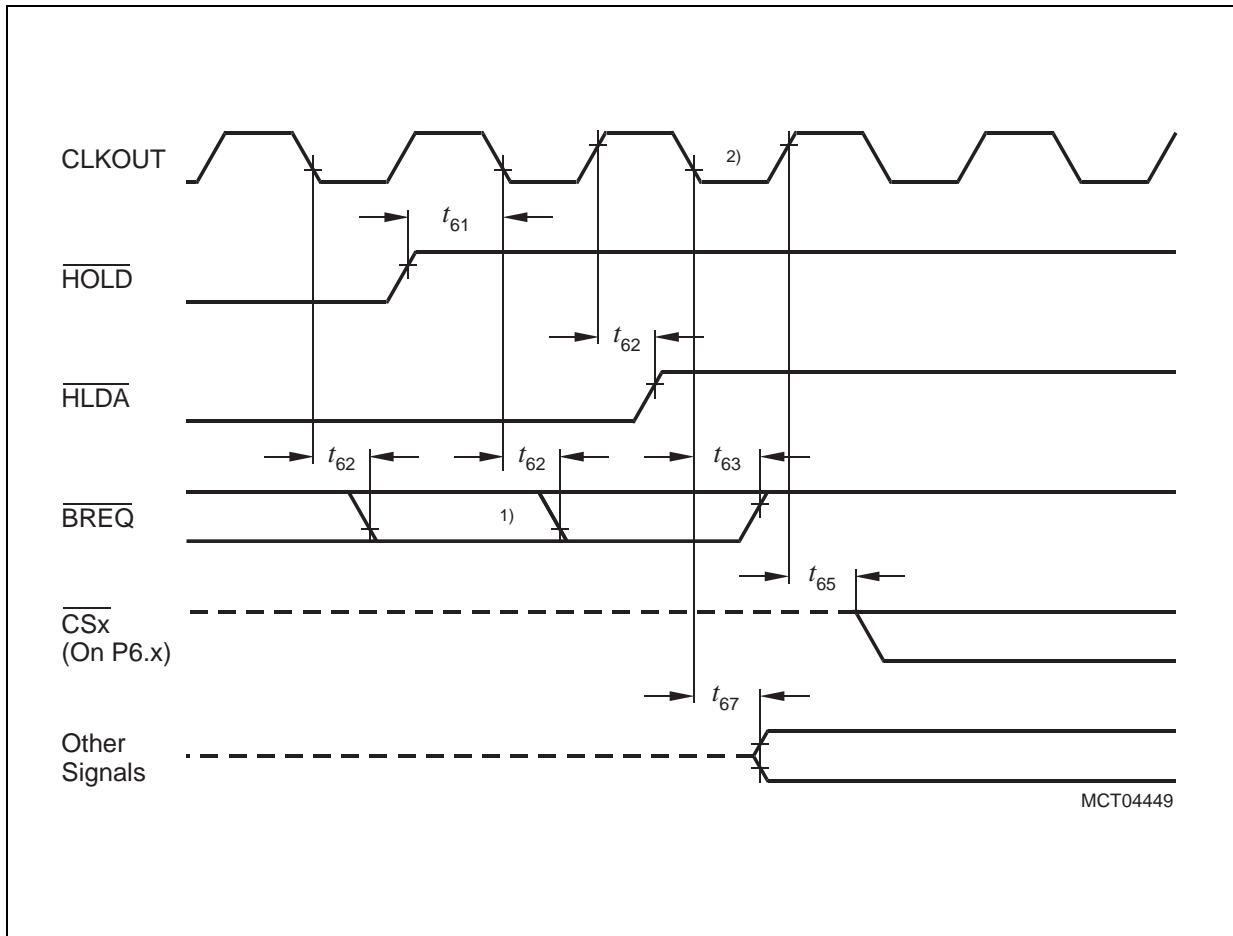 CLKOUT
2)
t61
HOLD
t62
HLDA
t62
t62
t63
BREQ
1)
t65
CSx
(On P6.x)
t67
Other
Signals
MCT04449